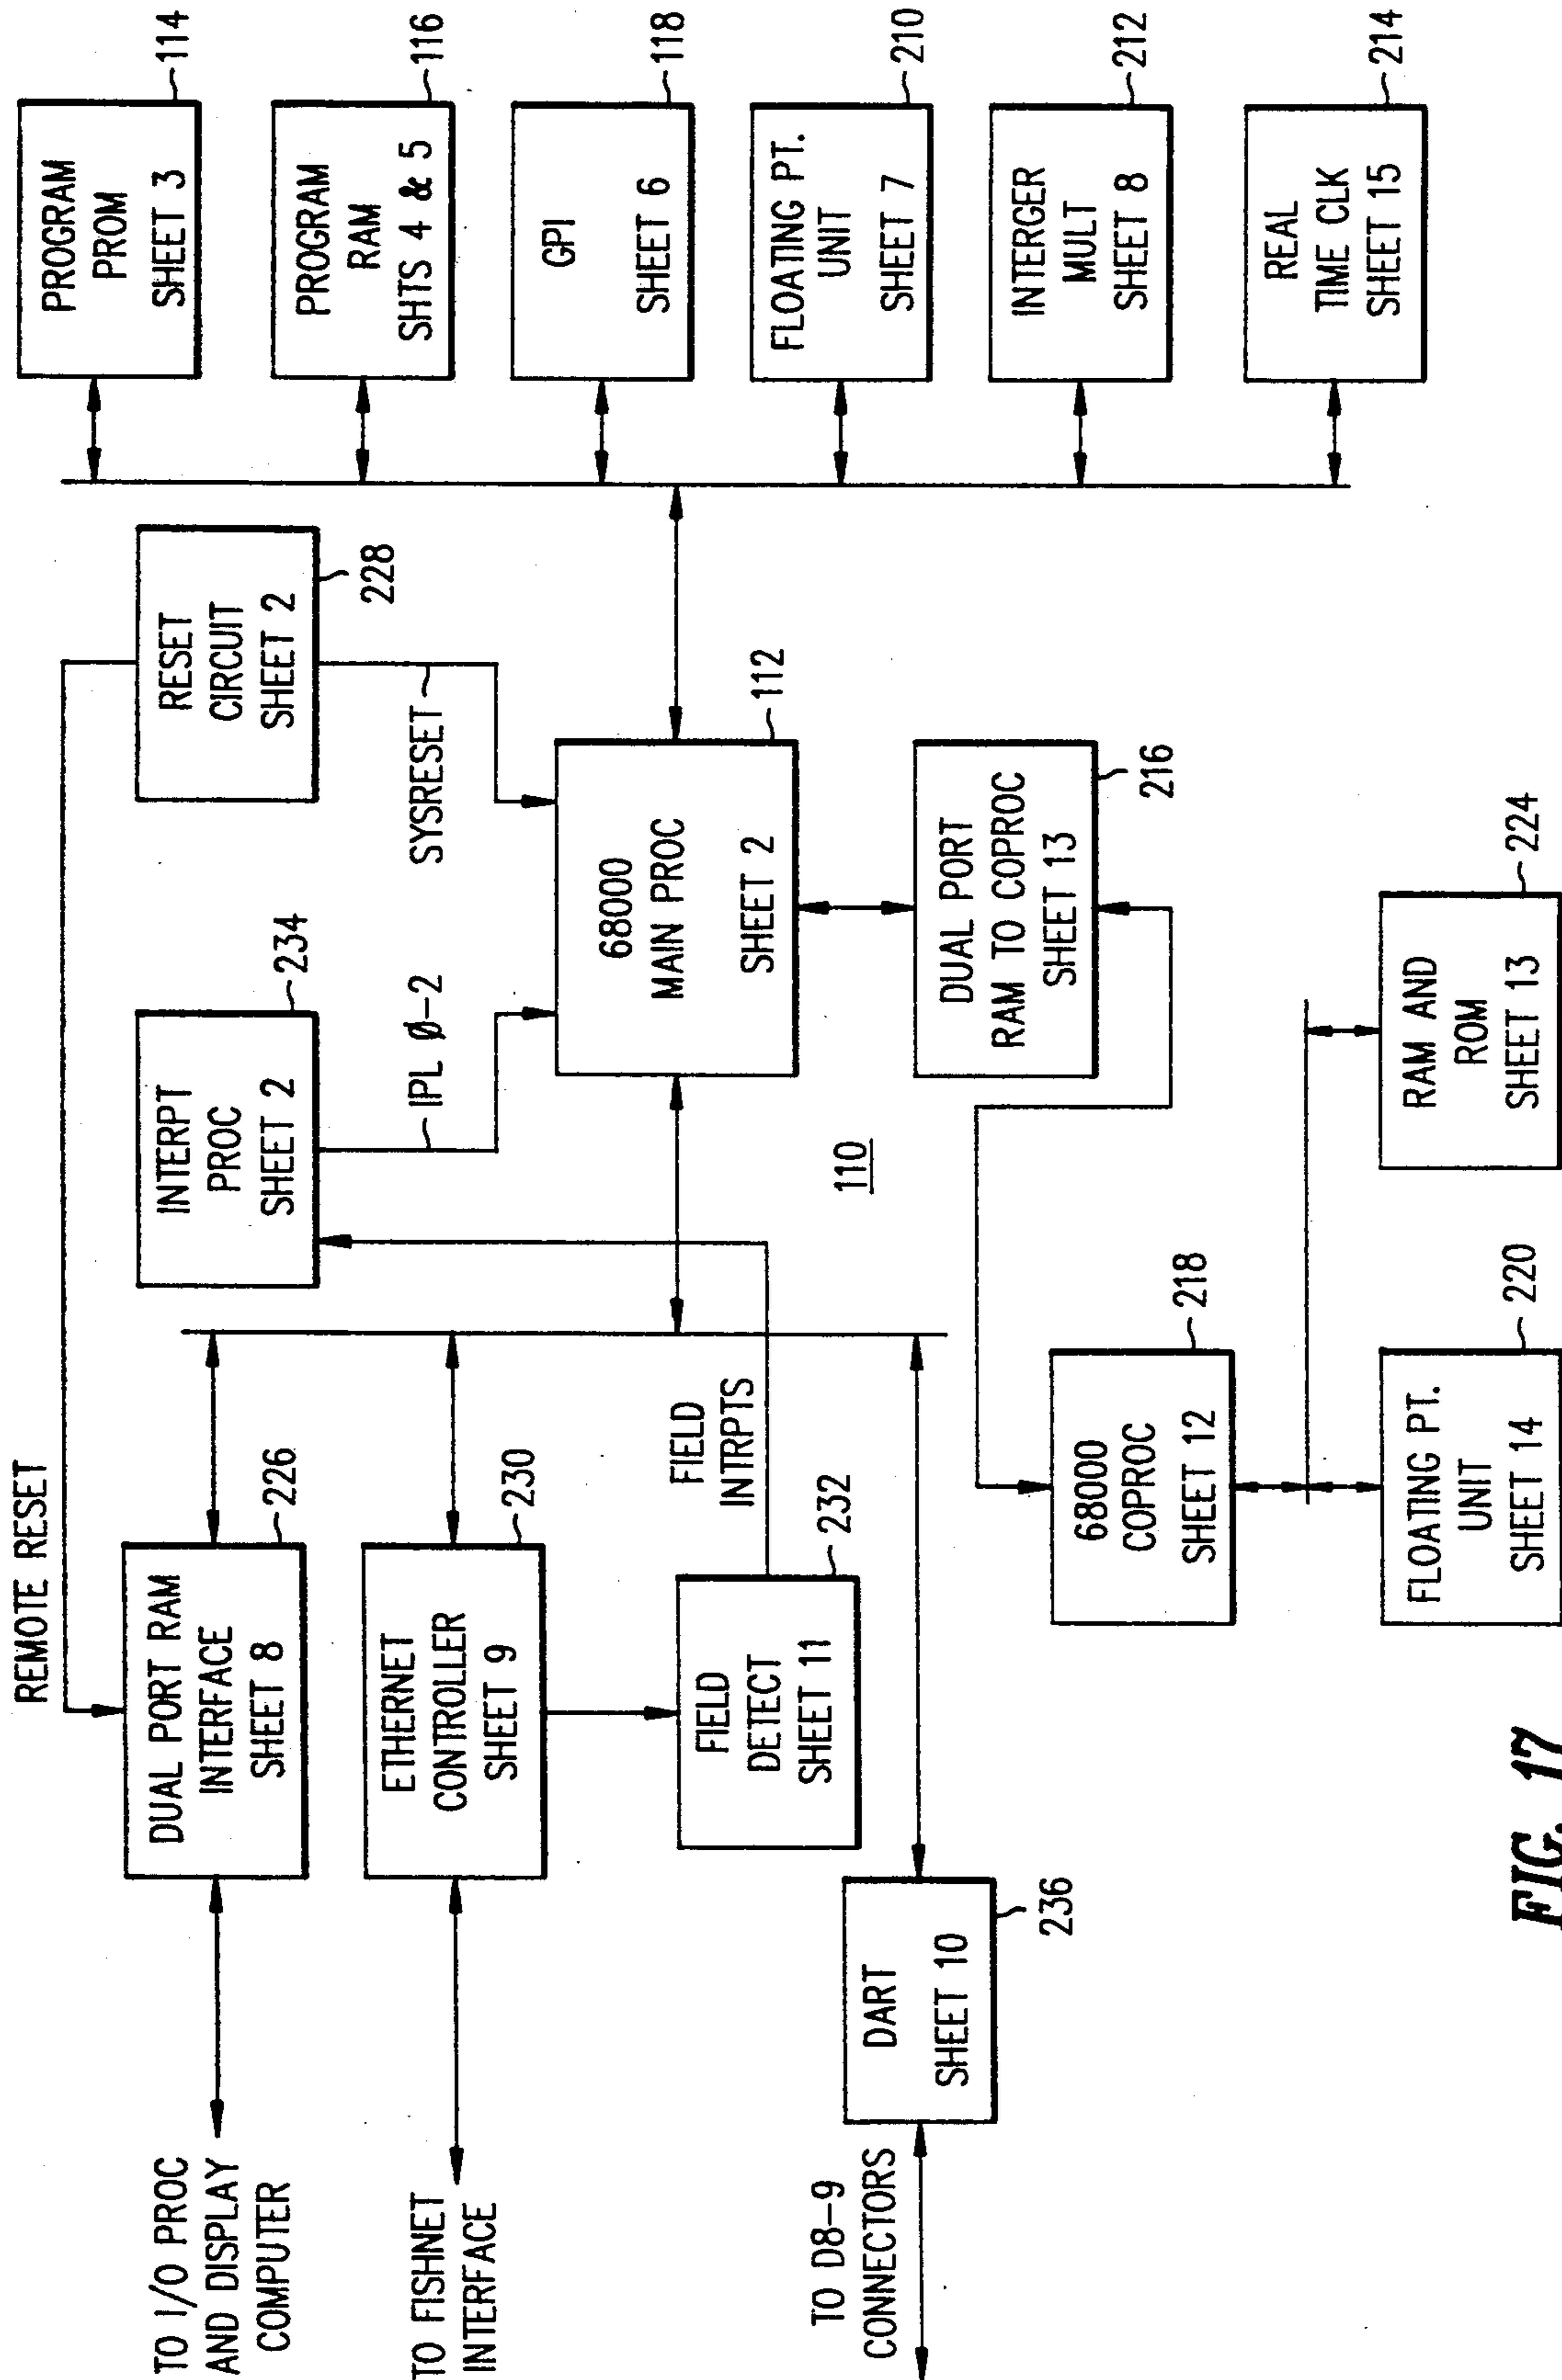 REMOTE RESET
TO I/O PROC
AND DISPLAY
COMPUTER
DUAL PORT RAM
INTERFACE
SHEET 8
226
INTERPT
PROC
SHEET 2
234
RESET
CIRCUIT
SHEET 2
228
PROGRAM
PROM
SHEET 3
114
TO FISHNET
INTERFACE
ETHERNET
CONTROLLER
SHEET 9
230
IPL Ø-2
SYSRESET
PROGRAM
RAM
SHTS 4 & 5
116
FIELD
DETECT
SHEET 11
232
FIELD
INTRPTS
68000
MAIN PROC
SHEET 2
112
GPI
SHEET 6
118
TO D8-9
CONNECTORS
DART
SHEET 10
236
110
DUAL PORT
RAM TO COPROC
SHEET 13
216
FLOATING PT.
UNIT
SHEET 7
210
68000
COPROC
SHEET 12
218
INTERGER
MULT
SHEET 8
212
FLOATING PT.
UNIT
SHEET 14
220
RAM AND
ROM
SHEET 13
224
REAL
TIME CLK
SHEET 15
214
FIG. 17